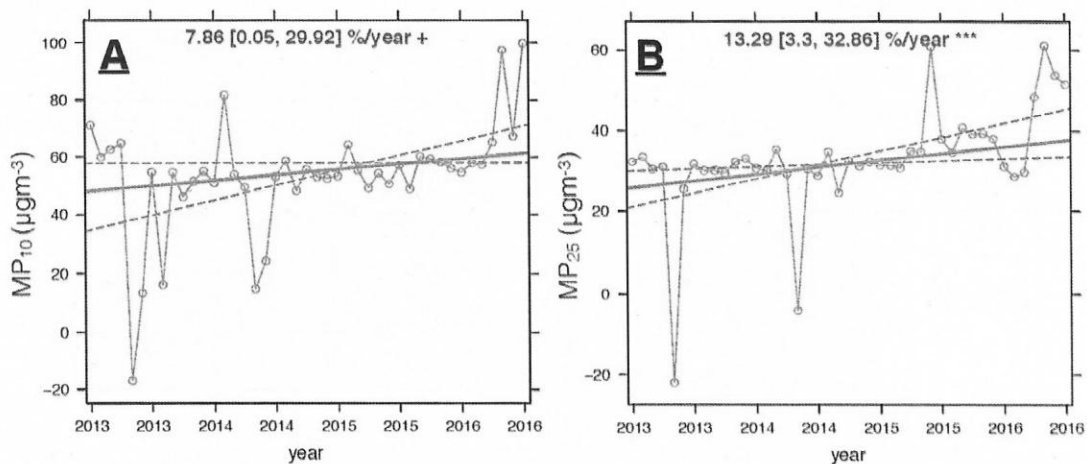 A
7.86 [0.05, 29.92] %/year +
MP10 (µgm-3)
100
80
60
40
20
0
−20
2013 2013 2014 2014 2015 2015 2016 2016
year
B
13.29 [3.3, 32.86] %/year ***
MP25 (µgm-3)
60
40
20
0
−20
2013 2013 2014 2014 2015 2015 2016 2016
year